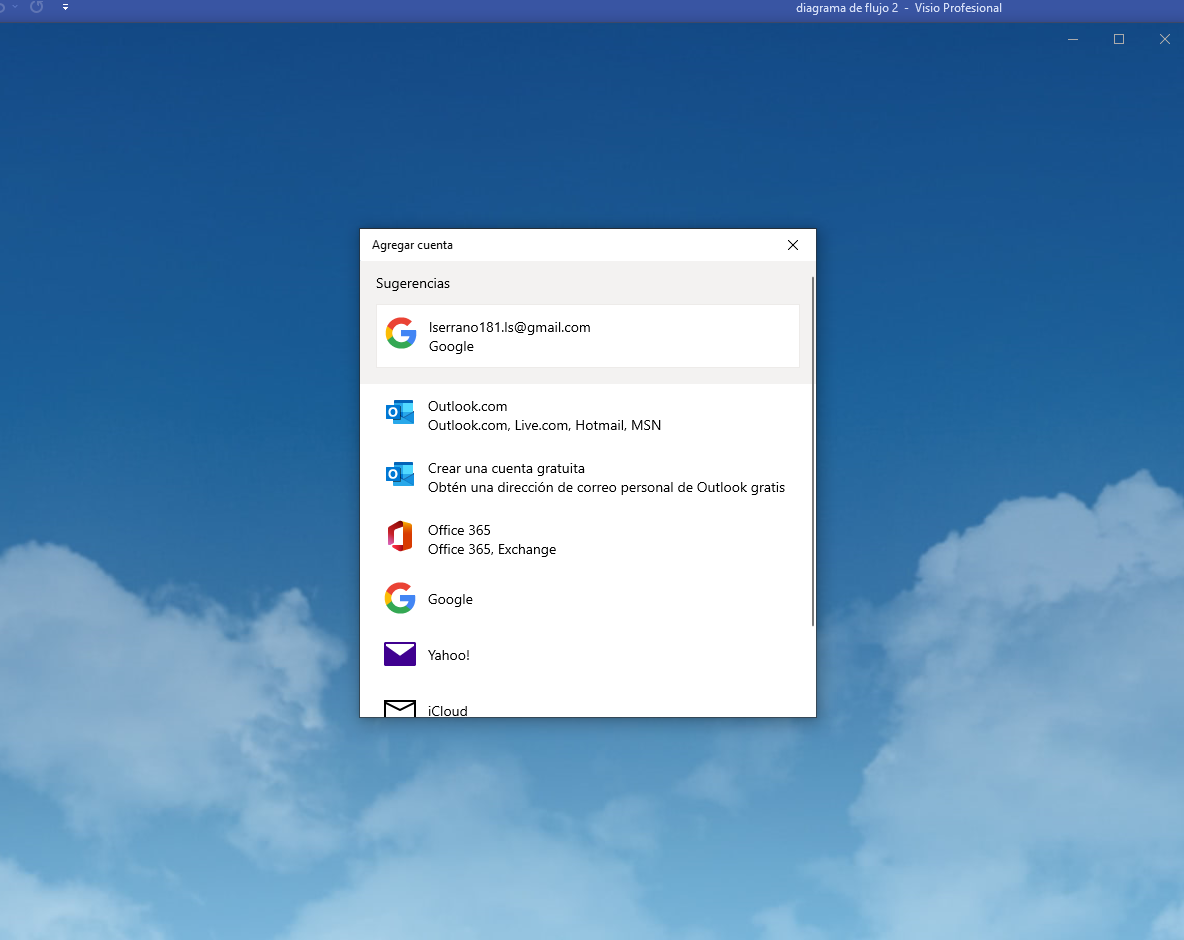 diagrama de flujo 2 - Visio Profesional
Agregar cuenta
Sugerencias
lserrano181.ls@gmail.com
Google
Outlook.com
Outlook.com, Live.com, Hotmail, MSN
Crear una cuenta gratuita
Obtén una dirección de correo personal de Outlook gratis
Office 365
Office 365, Exchange
Google
Yahoo!
iCloud